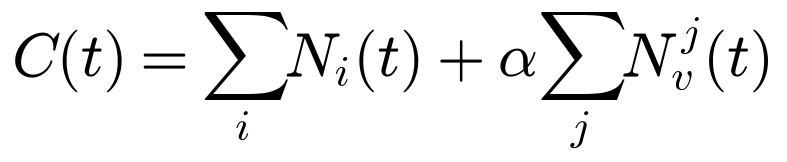 C(t) = ∑_i N_i(t) + α ∑_j N_v^j(t)